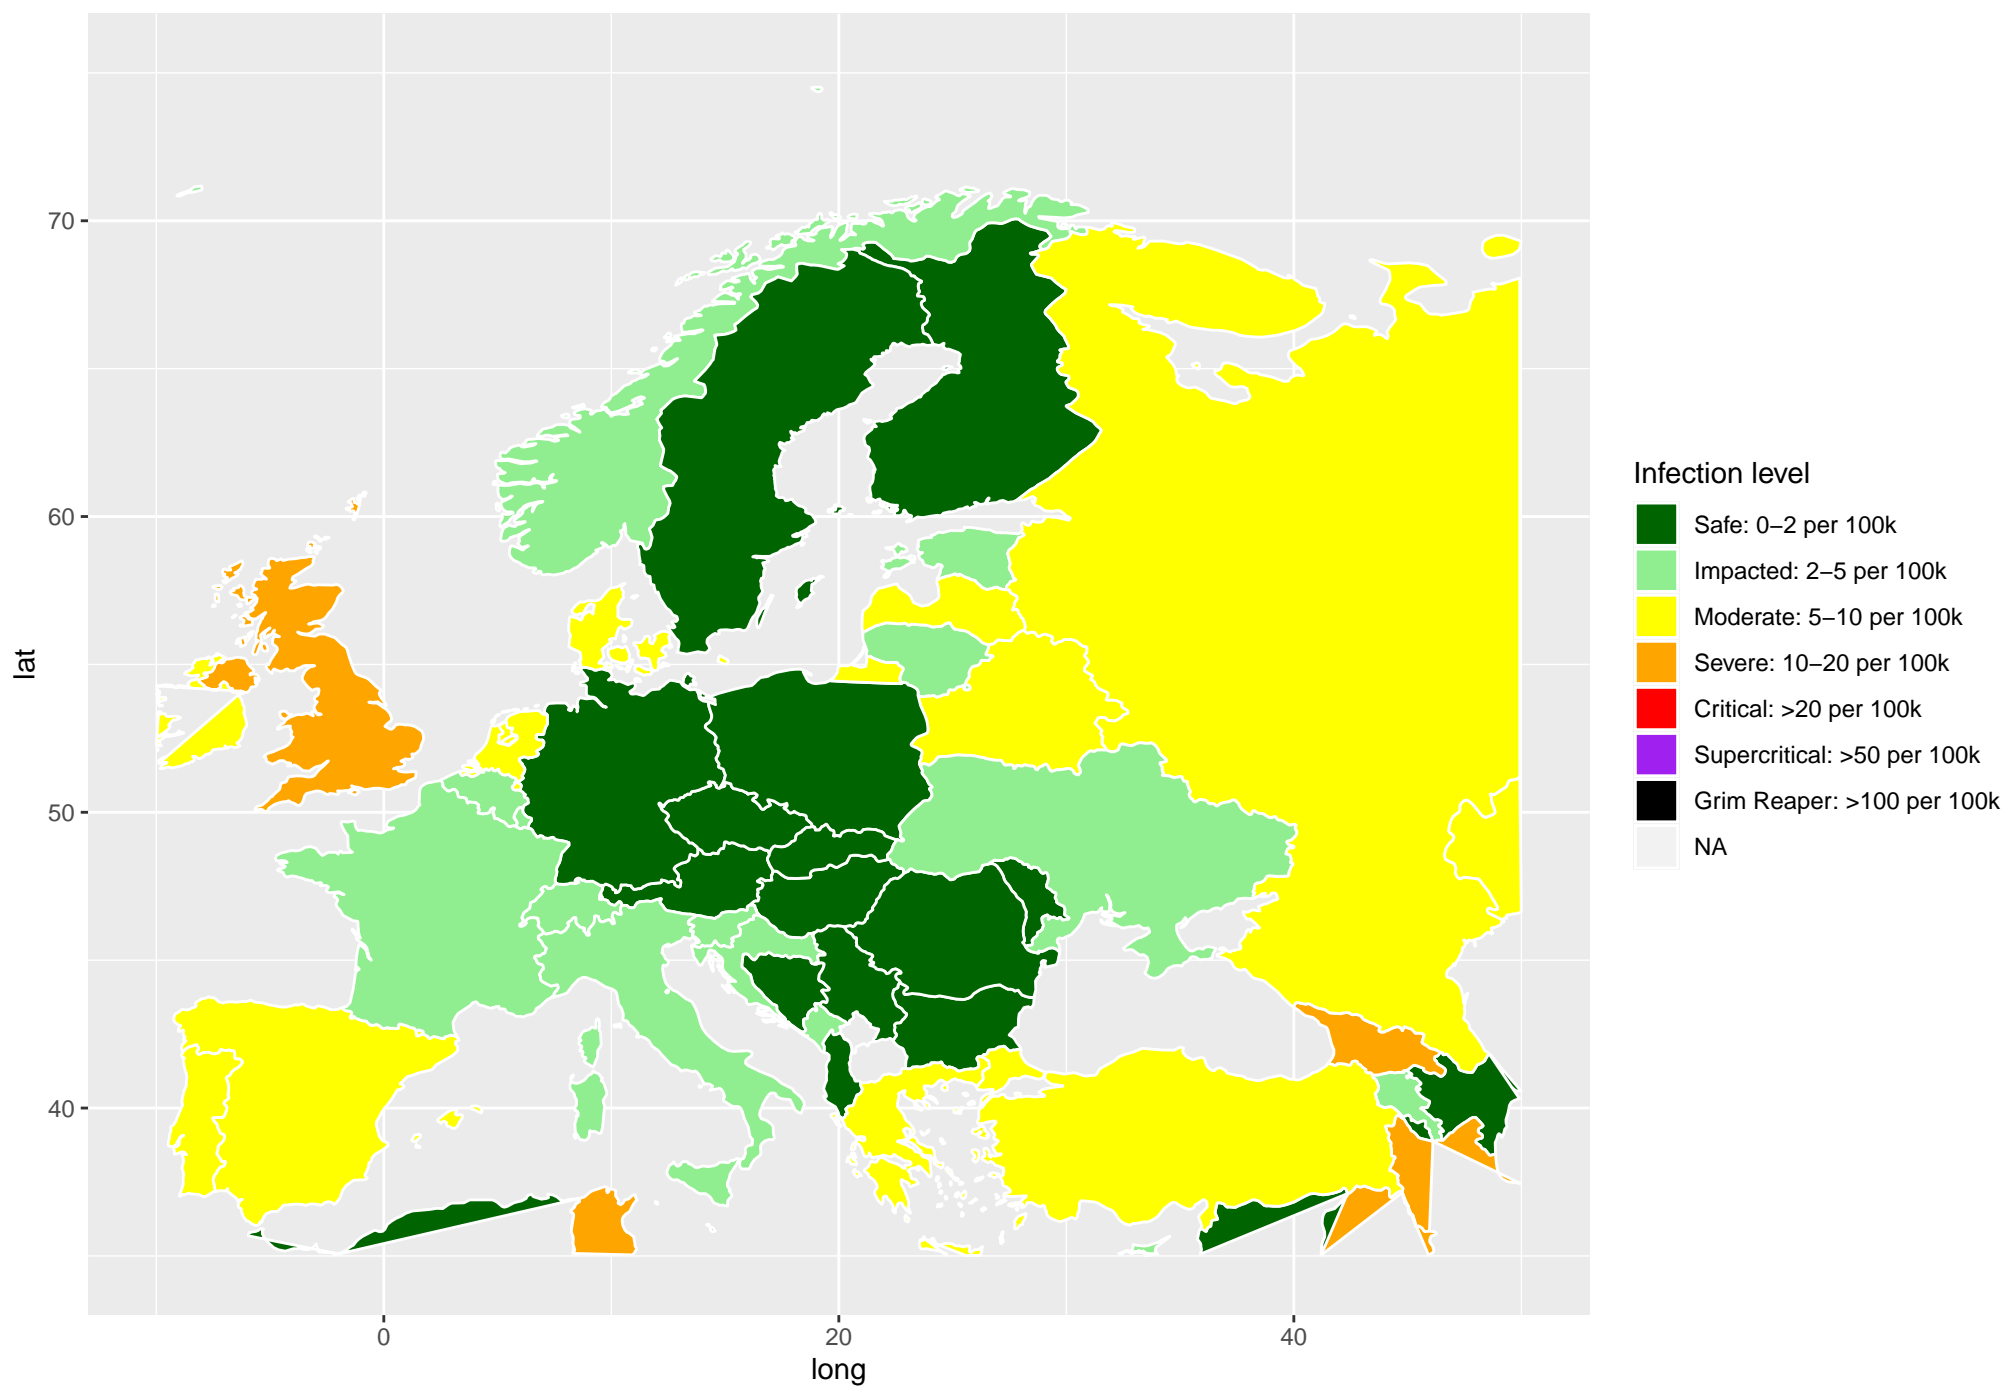 70
60
50
40
0
20
40
long
lat
Infection level
Safe: 0−2 per 100k
Impacted: 2−5 per 100k
Moderate: 5−10 per 100k
Severe: 10−20 per 100k
Critical: >20 per 100k
Supercritical: >50 per 100k
Grim Reaper: >100 per 100k
NA